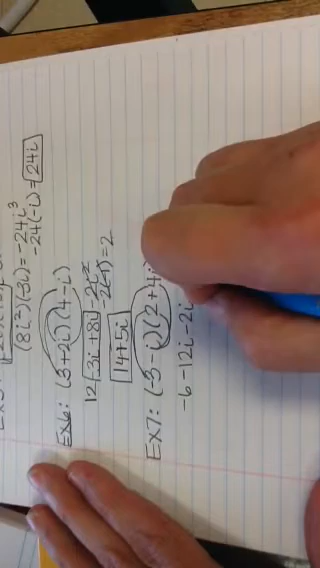 (8i²)(3i) = -24i³
-24(-i) = 24i
Ex6: (3+2i)(4-i)
12 -3i +8i -2i²
-2(-1) = 2
14+5i
Ex7: (-3-i)(2+4i
-6-12i-2i